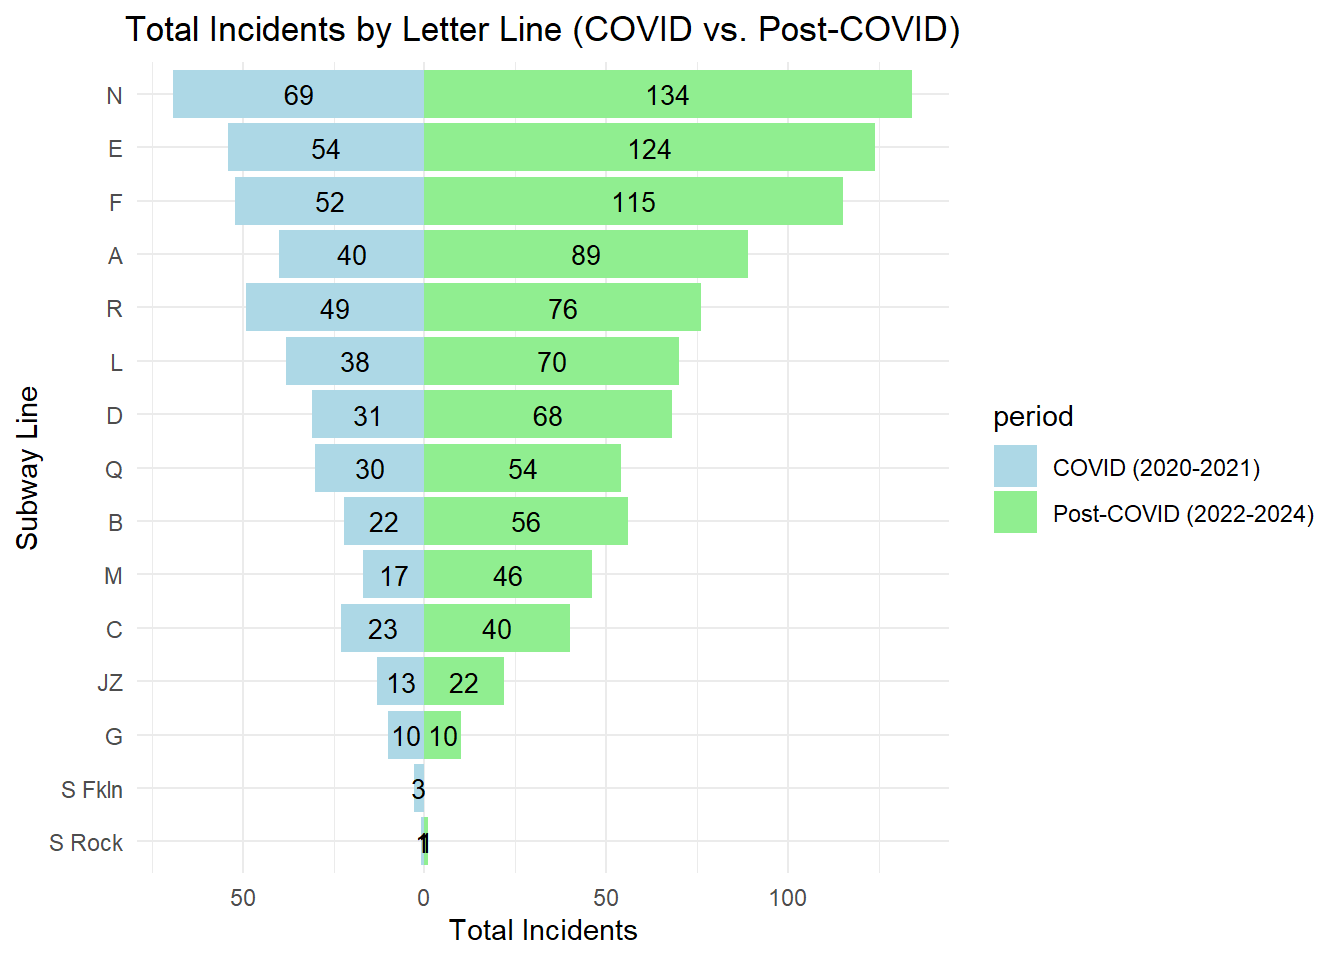 Total Incidents by Letter Line (COVID vs. Post-COVID)
N 69 134
E 54 124
F 52 115
A 40 89
R 49 76
L 38 70
D 31 68
Q 30 54
B 22 56
M 17 46
C 23 40
JZ 13 22
G 10 10
S Fkln 3
S Rock 1 1
50 0 50 100
Total Incidents
Subway Line
period
COVID (2020-2021)
Post-COVID (2022-2024)